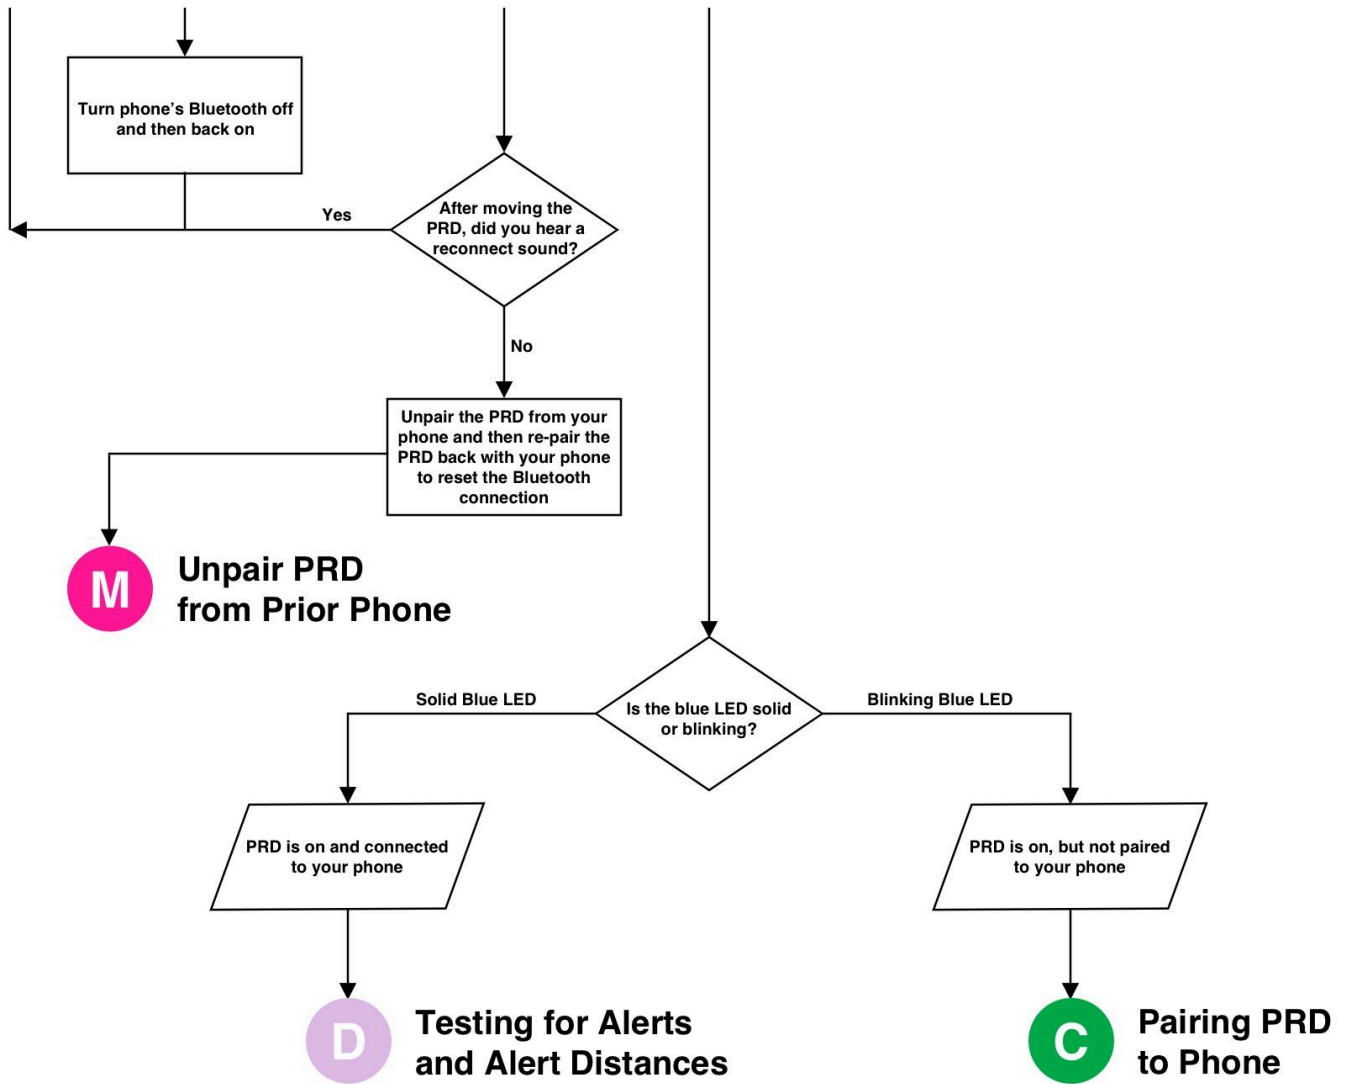 Turn phone's Bluetooth off
and then back on
Yes
After moving the
PRD, did you hear a
reconnect sound?
No
Unpair the PRD from your
phone and then re-pair the
PRD back with your phone
to reset the Bluetooth
connection
M
Unpair PRD
from Prior Phone
Solid Blue LED
Is the blue LED solid
or blinking?
Blinking Blue LED
PRD is on and connected
to your phone
PRD is on, but not paired
to your phone
D
Testing for Alerts
and Alert Distances
C
Pairing PRD
to Phone